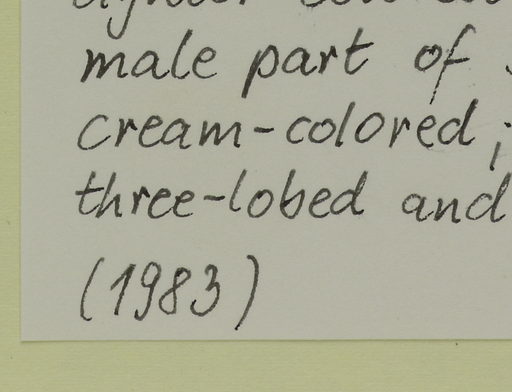 male part of
cream-colored;
three-lobed and
(1983)